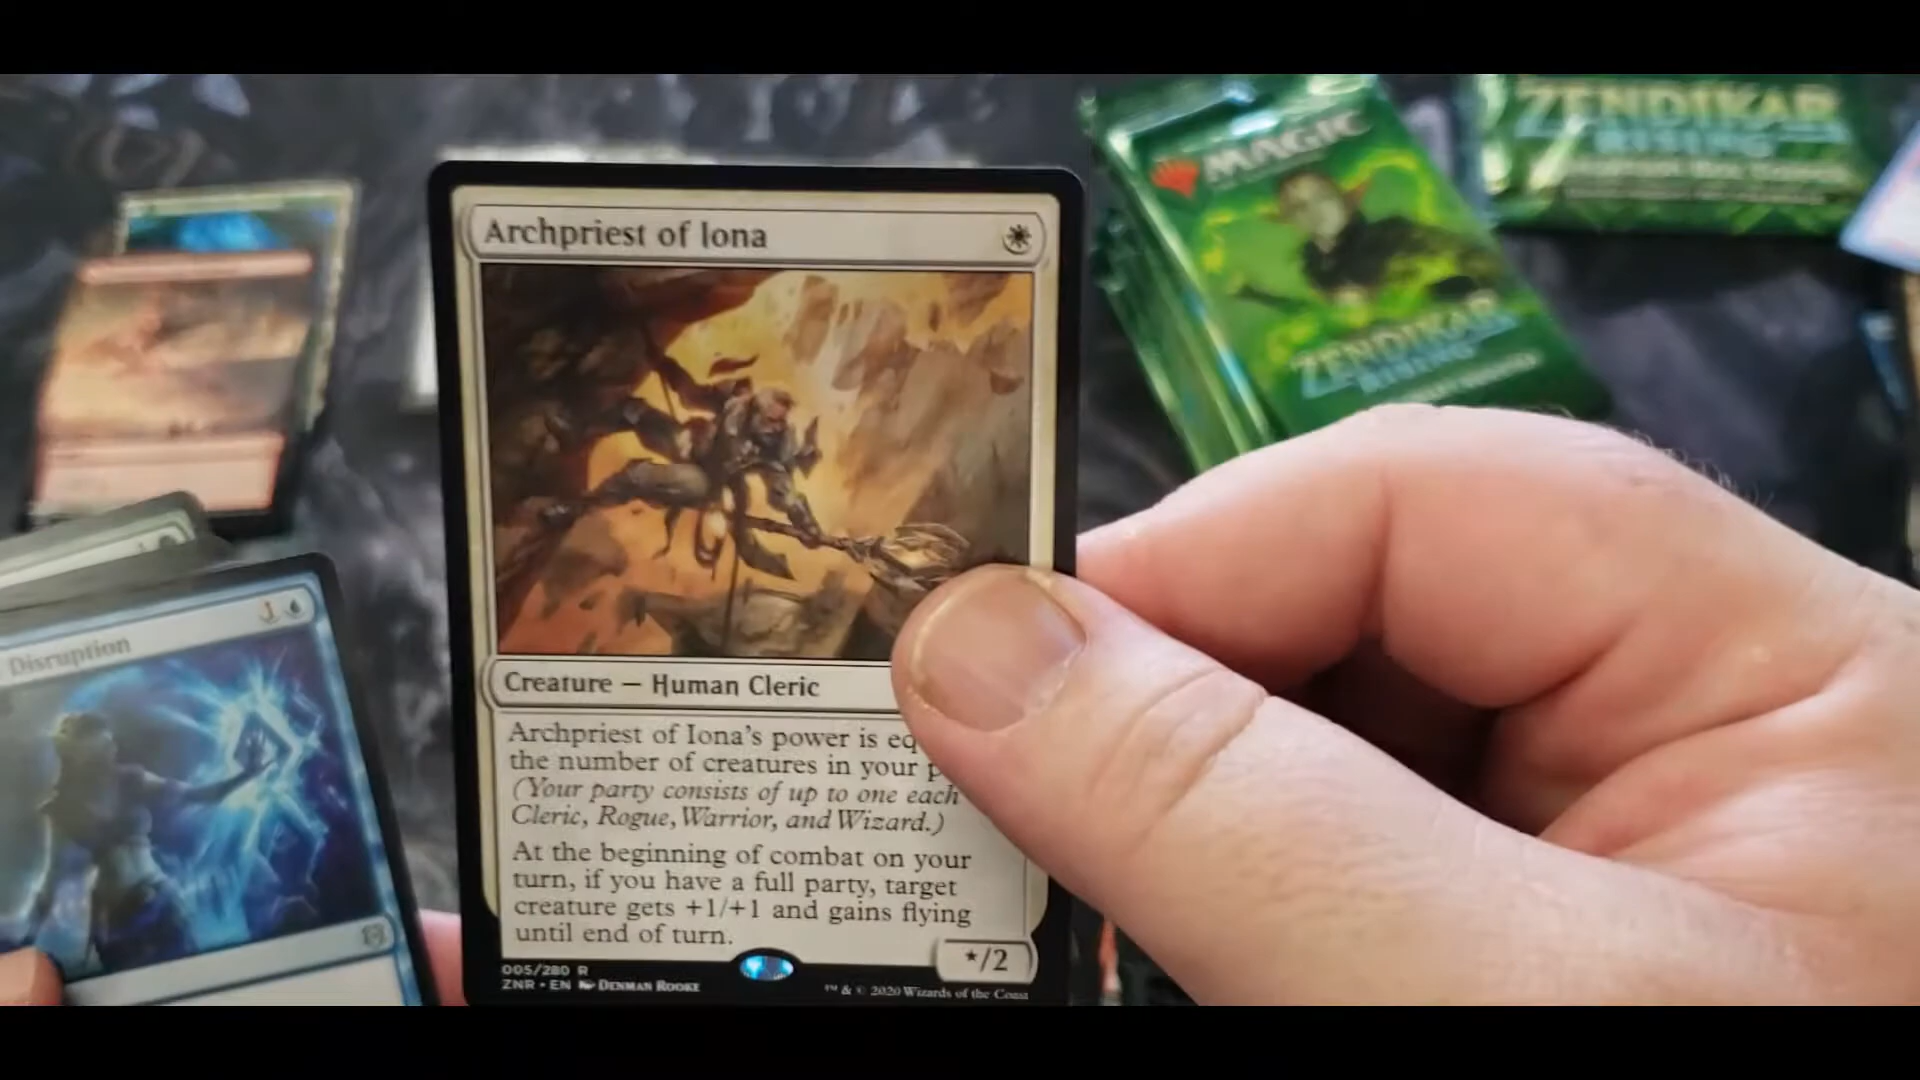 Archpriest of Iona
Creature — Human Cleric
Archpriest of Iona's power is eq
the number of creatures in your p
(Your party consists of up to one each
Cleric, Rogue, Warrior, and Wizard.)
At the beginning of combat on your
turn, if you have a full party, target
creature gets +1/+1 and gains flying
until end of turn.
*/2
005/280 R
ZNR • EN DENMAN ROOKE
™ & © 2020 Wizards of the Coast
Disruption
1
MAGIC
ZENDIKAR
RISING
ZENDIKAR
RISING